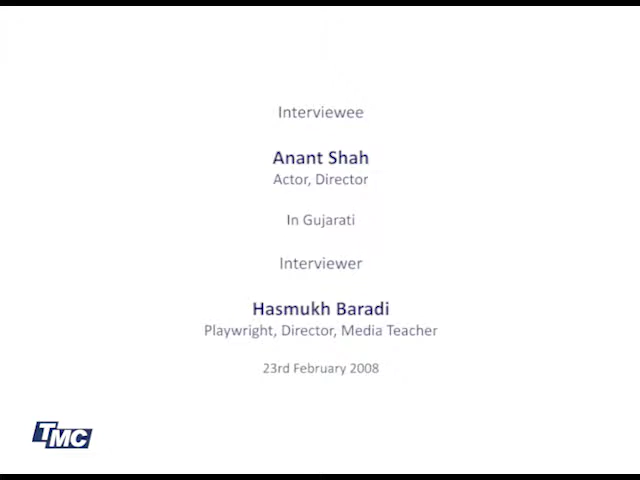 Interviewee
Anant Shah
Actor, Director
In Gujarati
Interviewer
Hasmukh Baradi
Playwright, Director, Media Teacher
23rd February 2008
TMC